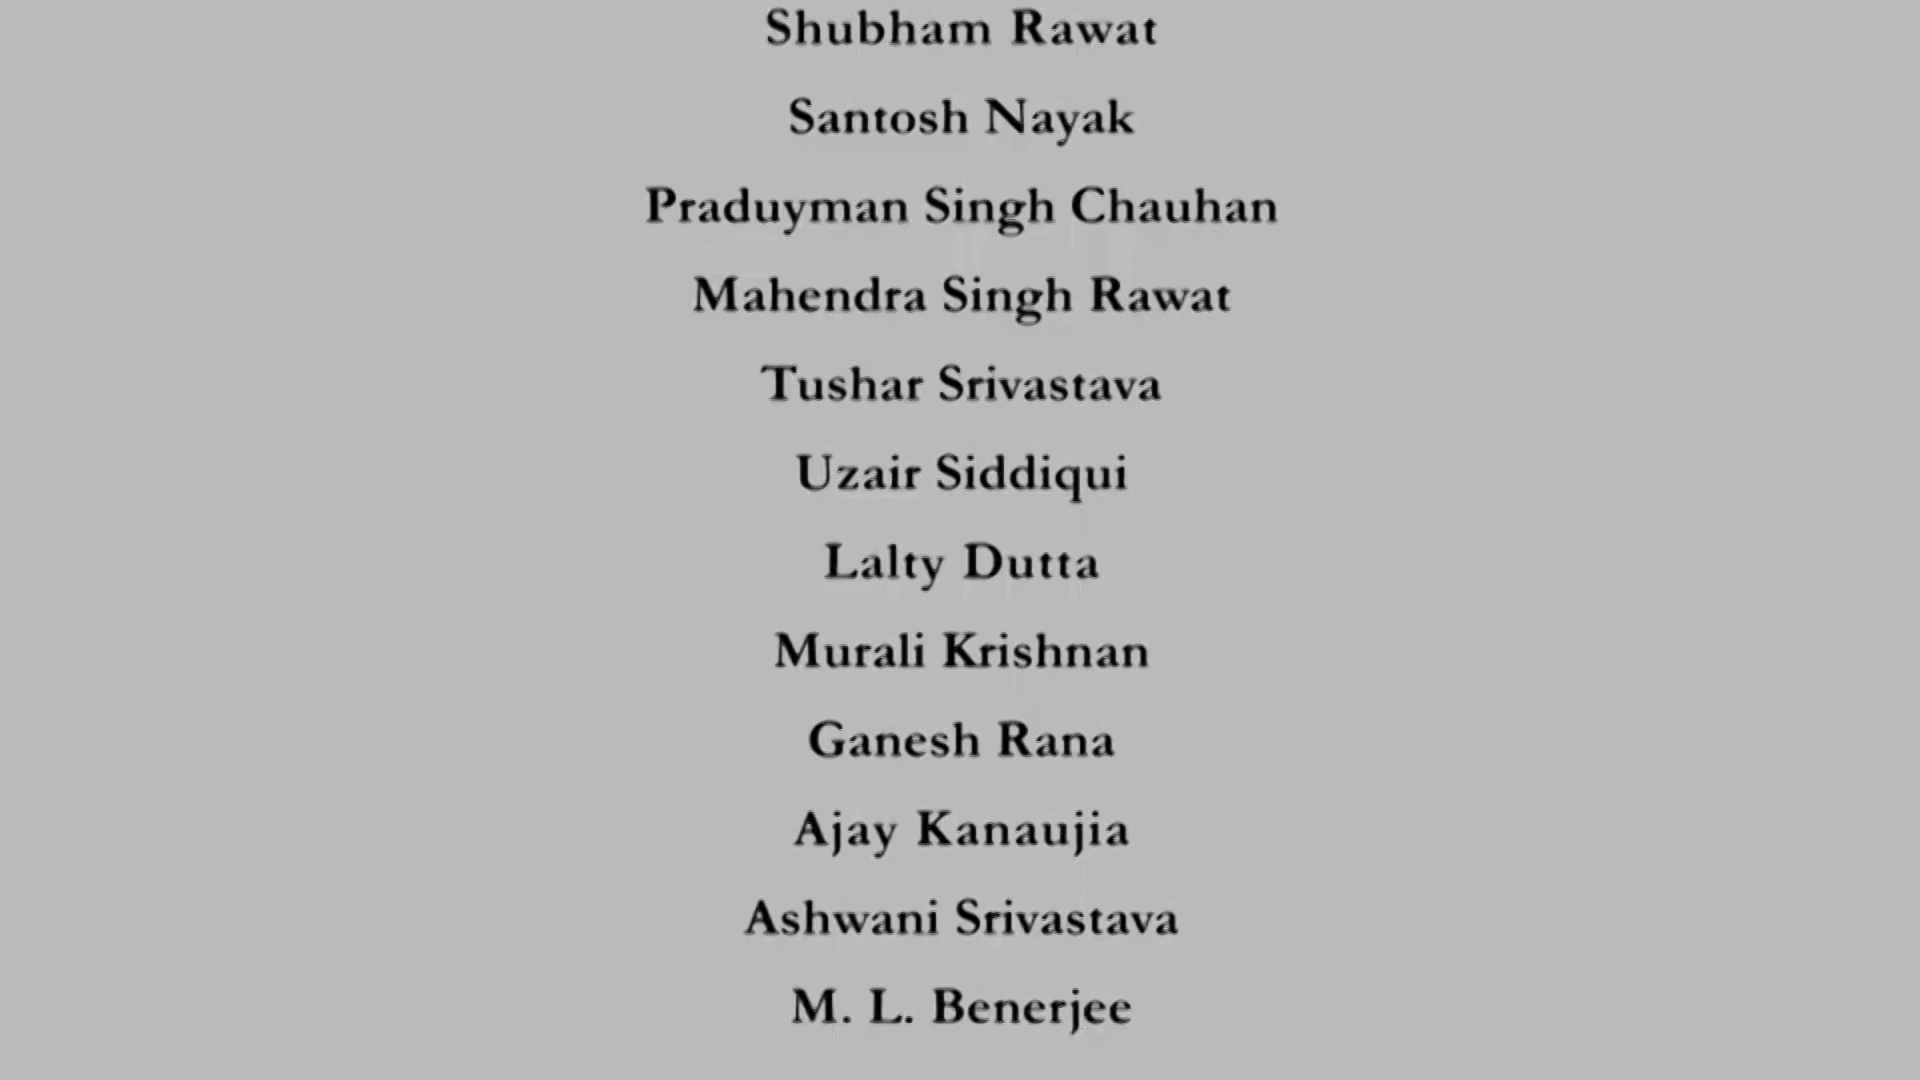 Shubham Rawat
Santosh Nayak
Praduyman Singh Chauhan
Mahendra Singh Rawat
Tushar Srivastava
Uzair Siddiqui
Lalty Dutta
Murali Krishnan
Ganesh Rana
Ajay Kanaujia
Ashwani Srivastava
M. L. Benerjee